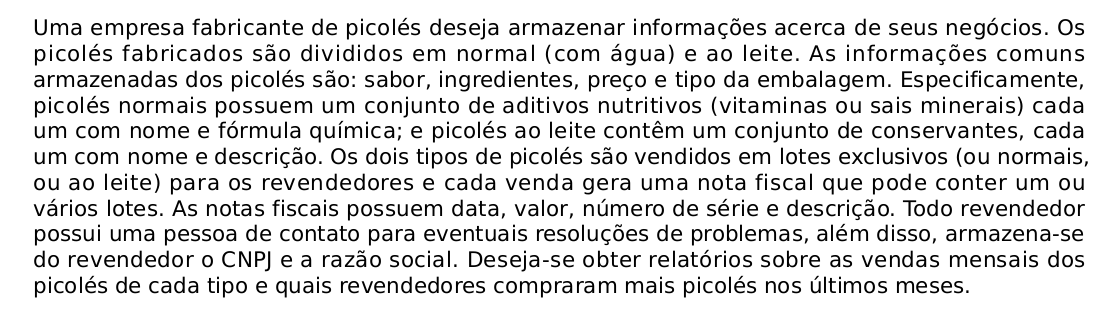 Uma empresa fabricante de picolés deseja armazenar informações acerca de seus negócios. Os
picolés fabricados são divididos em normal (com água) e ao leite. As informações comuns
armazenadas dos picolés são: sabor, ingredientes, preço e tipo da embalagem. Especificamente,
picolés normais possuem um conjunto de aditivos nutritivos (vitaminas ou sais minerais) cada
um com nome e fórmula química; e picolés ao leite contêm um conjunto de conservantes, cada
um com nome e descrição. Os dois tipos de picolés são vendidos em lotes exclusivos (ou normais,
ou ao leite) para os revendedores e cada venda gera uma nota fiscal que pode conter um ou
vários lotes. As notas fiscais possuem data, valor, número de série e descrição. Todo revendedor
possui uma pessoa de contato para eventuais resoluções de problemas, além disso, armazena-se
do revendedor o CNPJ e a razão social. Deseja-se obter relatórios sobre as vendas mensais dos
picolés de cada tipo e quais revendedores compraram mais picolés nos últimos meses.